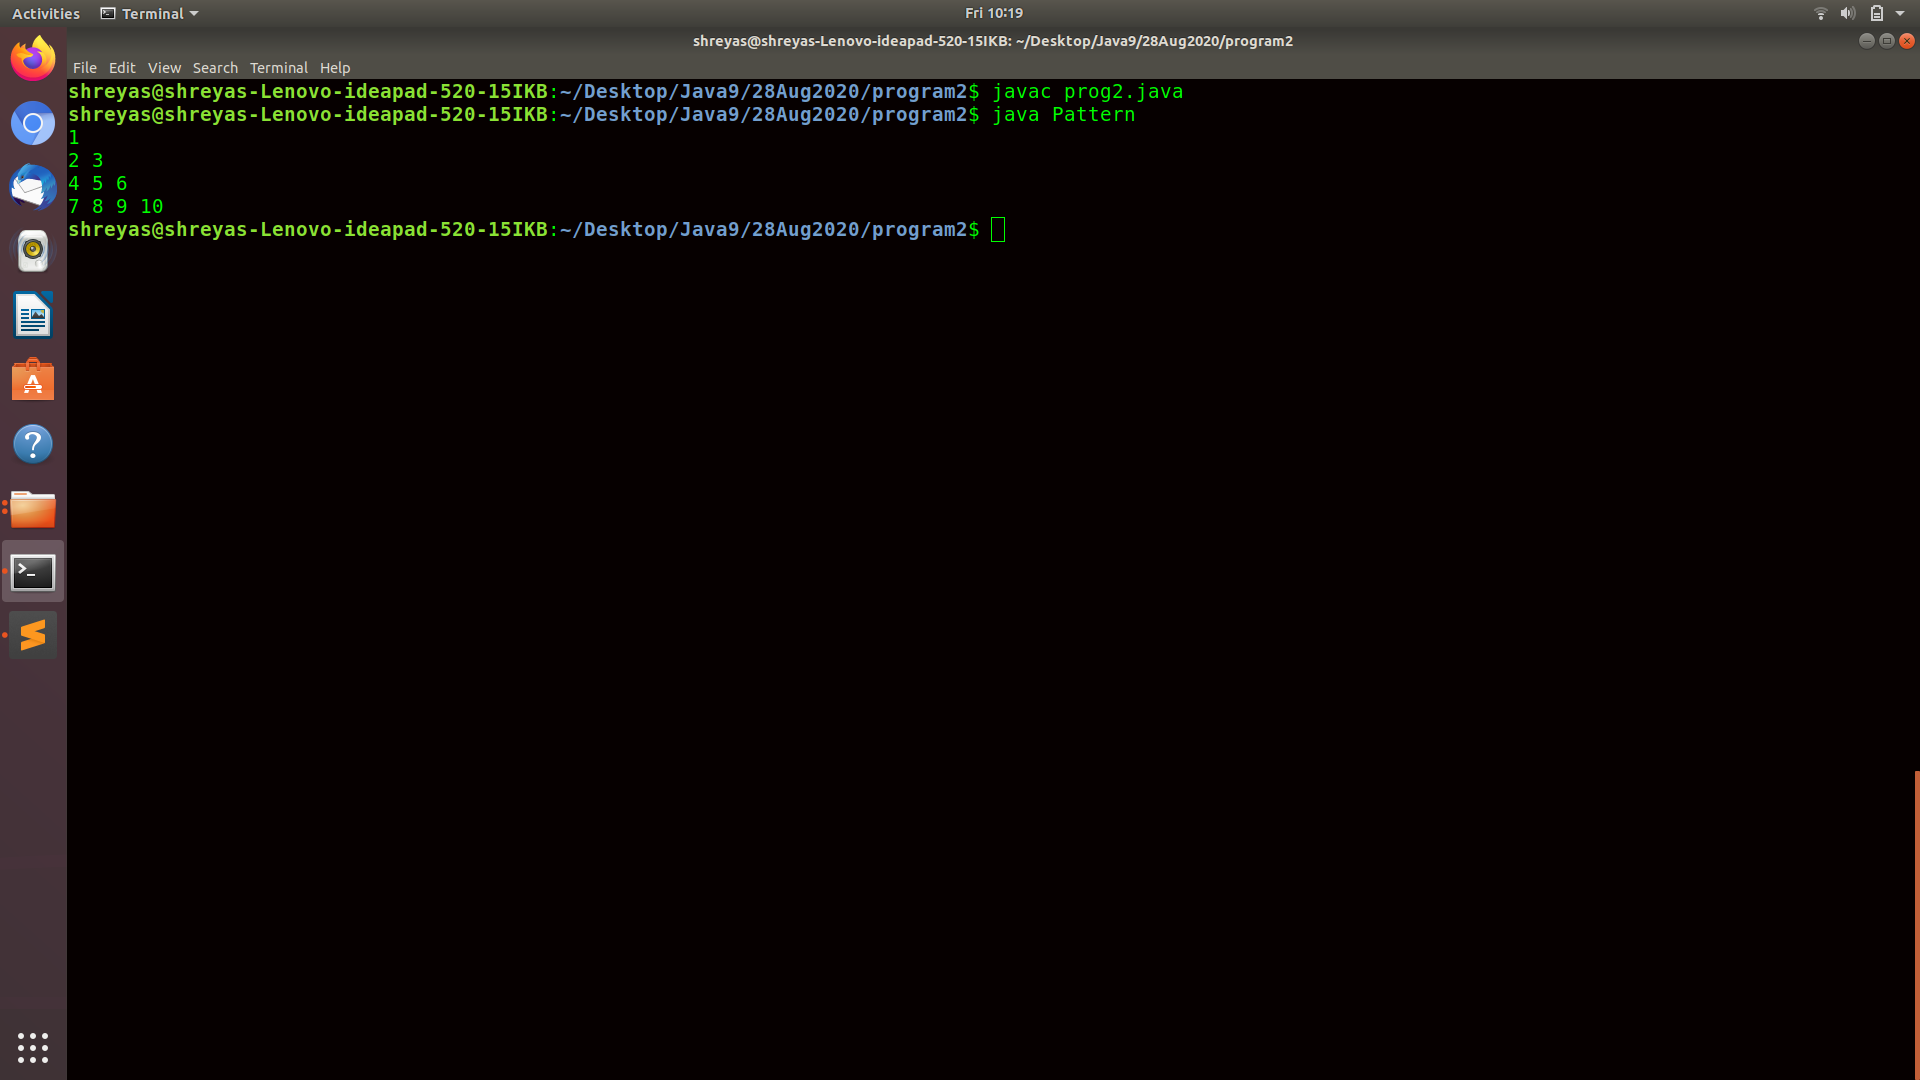 Activities Terminal Fri 10:19
shreyas@shreyas-Lenovo-ideapad-520-15IKB: ~/Desktop/Java9/28Aug2020/program2
File Edit View Search Terminal Help
shreyas@shreyas-Lenovo-ideapad-520-15IKB:~/Desktop/Java9/28Aug2020/program2$ javac prog2.java
shreyas@shreyas-Lenovo-ideapad-520-15IKB:~/Desktop/Java9/28Aug2020/program2$ java Pattern
1
2 3
4 5 6
7 8 9 10
shreyas@shreyas-Lenovo-ideapad-520-15IKB:~/Desktop/Java9/28Aug2020/program2$